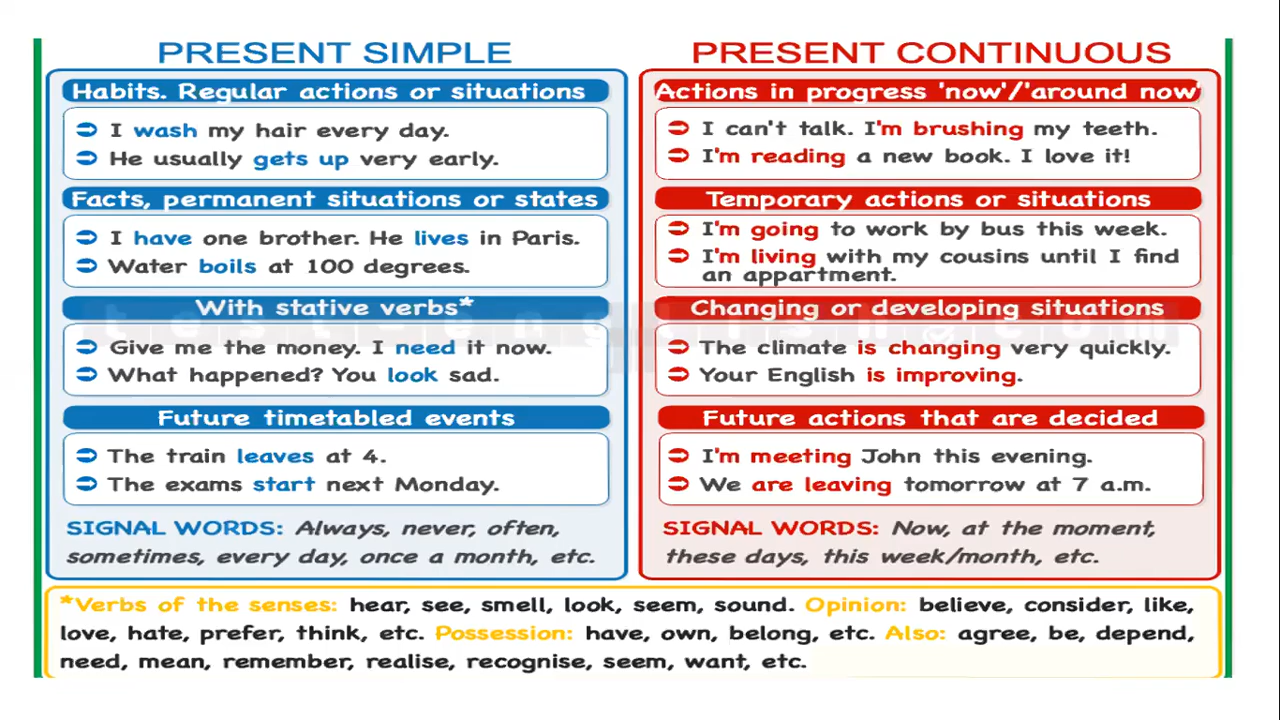 PRESENT SIMPLE
Habits. Regular actions or situations
I wash my hair every day.
He usually gets up very early.
Facts, permanent situations or states
I have one brother. He lives in Paris.
Water boils at 100 degrees.
With stative verbs*
Give me the money. I need it now.
What happened? You look sad.
Future timetabled events
The train leaves at 4.
The exams start next Monday.
SIGNAL WORDS: Always, never, often,
sometimes, every day, once a month, etc.
PRESENT CONTINUOUS
Actions in progress 'now'/'around now'
I can't talk. I'm brushing my teeth.
I'm reading a new book. I love it!
Temporary actions or situations
I'm going to work by bus this week.
I'm living with my cousins until I find
an appartment.
Changing or developing situations
The climate is changing very quickly.
Your English is improving.
Future actions that are decided
I'm meeting John this evening.
We are leaving tomorrow at 7 a.m.
SIGNAL WORDS: Now, at the moment,
these days, this week/month, etc.
*Verbs of the senses: hear, see, smell, look, seem, sound. Opinion: believe, consider, like,
love, hate, prefer, think, etc. Possession: have, own, belong, etc. Also: agree, be, depend,
need, mean, remember, realise, recognise, seem, want, etc.